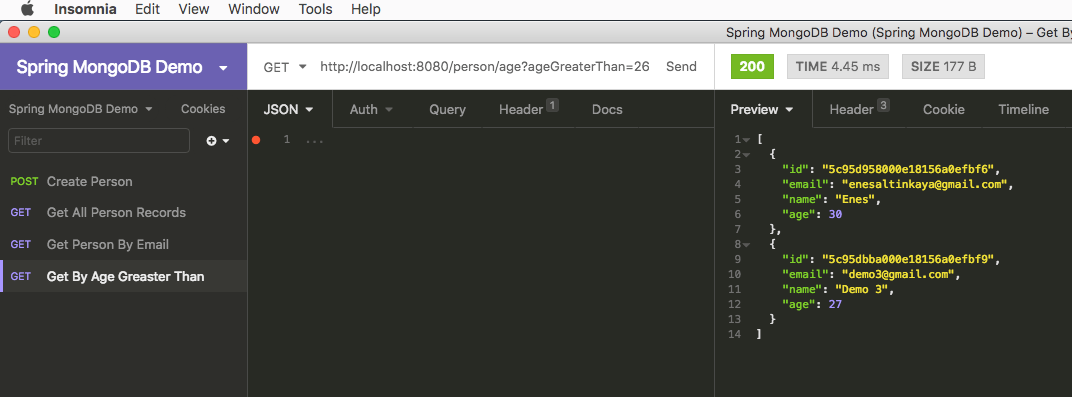 Insomnia Edit View Window Tools Help
Spring MongoDB Demo (Spring MongoDB Demo) – Get By
Spring MongoDB Demo
GET http://localhost:8080/person/age?ageGreaterThan=26 Send
200 TIME 4.45 ms SIZE 177 B
Spring MongoDB Demo Cookies
JSON Auth Query Header 1 Docs
Preview Header 3 Cookie Timeline
Filter
POST Create Person
GET Get All Person Records
GET Get Person By Email
GET Get By Age Greaster Than
1 ...
1 [
2 {
3 "id": "5c95d958000e18156a0efbf6",
4 "email": "enesaltinkaya@gmail.com",
5 "name": "Enes",
6 "age": 30
7 },
8 {
9 "id": "5c95dbba000e18156a0efbf9",
10 "email": "demo3@gmail.com",
11 "name": "Demo 3",
12 "age": 27
13 }
14 ]